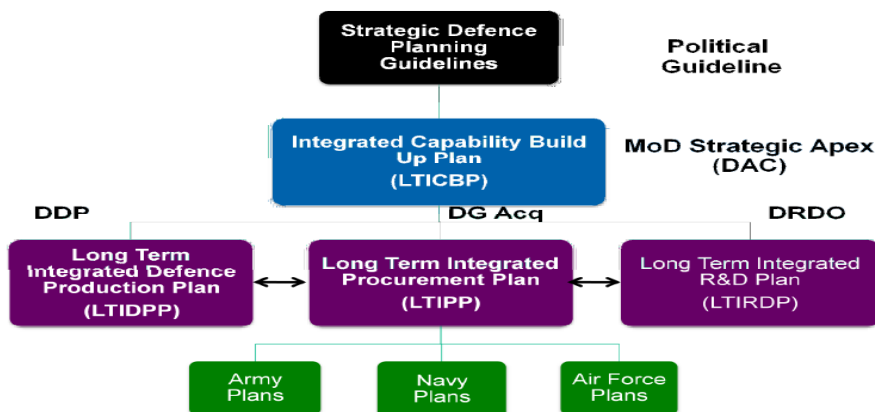 Strategic Defence
Planning
Guidelines
Political
Guideline
Integrated Capability Build
Up Plan
(LTICBP)
MoD Strategic Apex
(DAC)
DDP
DG Acq
DRDO
Long Term
Integrated Defence
Production Plan
(LTIDPP)
Long Term Integrated
Procurement Plan
(LTIPP)
Long Term Integrated
R&D Plan
(LTIRDP)
Army
Plans
Navy
Plans
Air Force
Plans